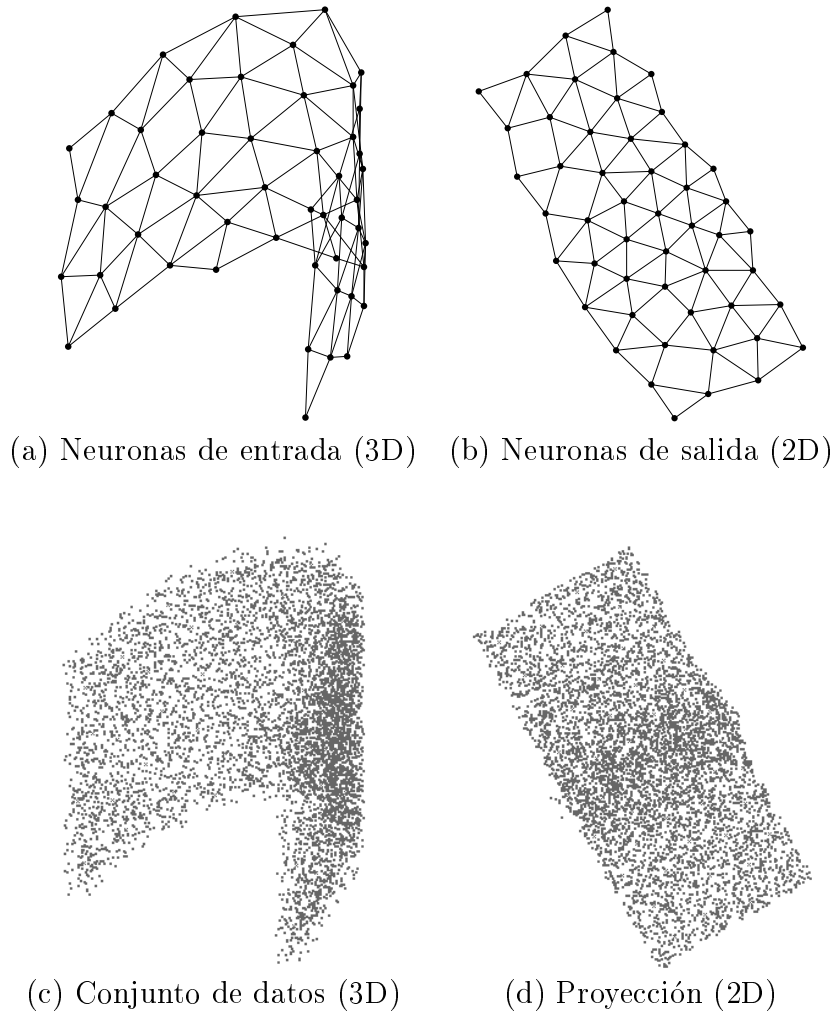 (a) Neuronas de entrada (3D)
(b) Neuronas de salida (2D)
(c) Conjunto de datos (3D)
(d) Proyección (2D)